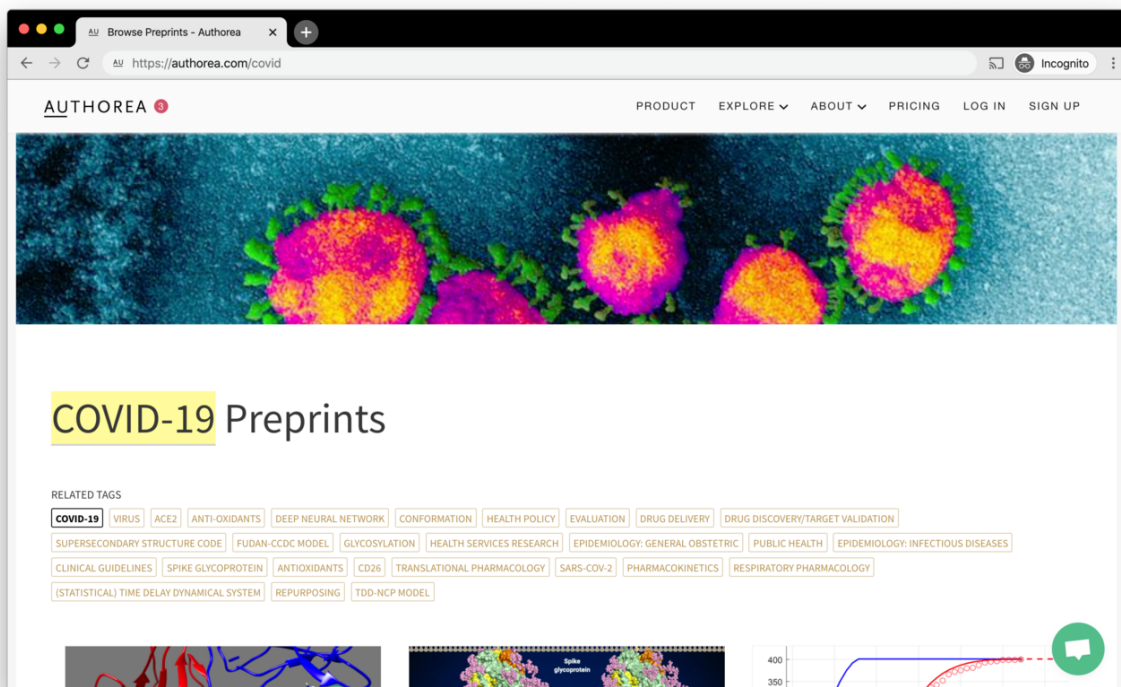 AU Browse Preprints - Authorea
AU https://authorea.com/covid Incognito
AUTHOREA 3 PRODUCT EXPLORE ABOUT PRICING LOG IN SIGN UP
COVID-19 Preprints
RELATED TAGS
COVID-19 VIRUS ACE2 ANTI-OXIDANTS DEEP NEURAL NETWORK CONFORMATION HEALTH POLICY EVALUATION DRUG DELIVERY DRUG DISCOVERY/TARGET VALIDATION
SUPERSECONDARY STRUCTURE CODE FUDAN-CCDC MODEL GLYCOSYLATION HEALTH SERVICES RESEARCH EPIDEMIOLOGY: GENERAL OBSTETRIC PUBLIC HEALTH EPIDEMIOLOGY: INFECTIOUS DISEASES
CLINICAL GUIDELINES SPIKE GLYCOPROTEIN ANTIOXIDANTS CD26 TRANSLATIONAL PHARMACOLOGY SARS-COV-2 PHARMACOKINETICS RESPIRATORY PHARMACOLOGY
(STATISTICAL) TIME DELAY DYNAMICAL SYSTEM REPURPOSING TDD-NCP MODEL
Spike
glycoprotein
400
350